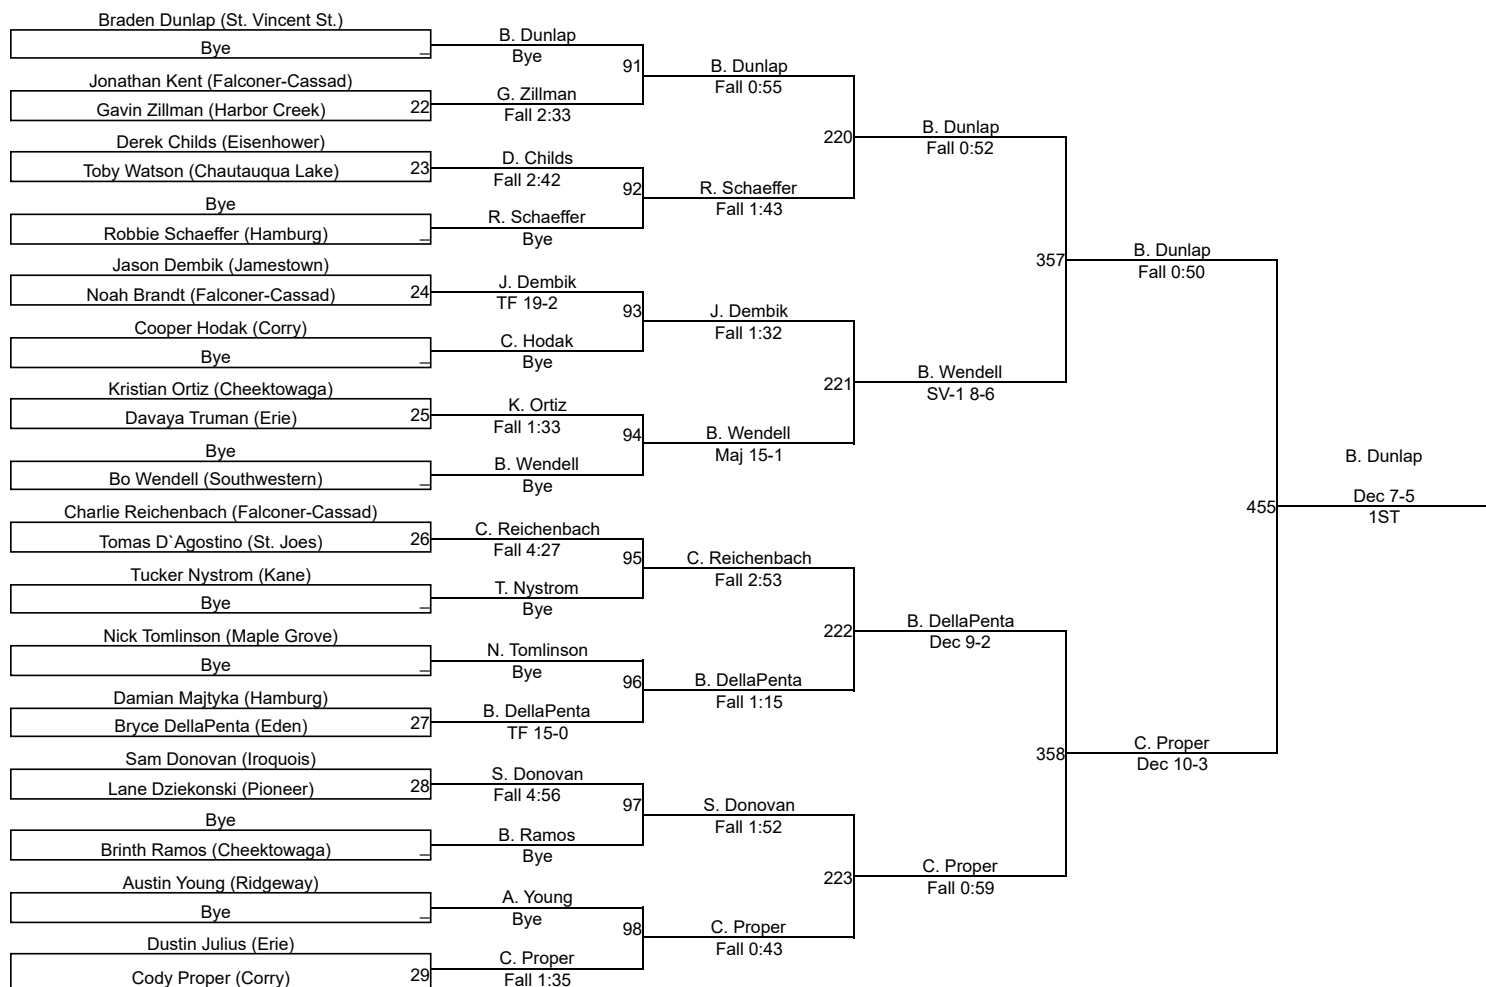 Braden Dunlap (St. Vincent St.)
Bye _
Jonathan Kent (Falconer-Cassad)
Gavin Zillman (Harbor Creek) 22
Derek Childs (Eisenhower)
Toby Watson (Chautauqua Lake) 23
Bye
Robbie Schaeffer (Hamburg) _
Jason Dembik (Jamestown)
Noah Brandt (Falconer-Cassad) 24
Cooper Hodak (Corry)
Bye _
Kristian Ortiz (Cheektowaga)
Davaya Truman (Erie) 25
Bye
Bo Wendell (Southwestern) _
Charlie Reichenbach (Falconer-Cassad)
Tomas D`Agostino (St. Joes) 26
Tucker Nystrom (Kane)
Bye _
Nick Tomlinson (Maple Grove)
Bye _
Damian Majtyka (Hamburg)
Bryce DellaPenta (Eden) 27
Sam Donovan (Iroquois)
Lane Dziekonski (Pioneer) 28
Bye
Brinth Ramos (Cheektowaga) _
Austin Young (Ridgeway)
Bye _
Dustin Julius (Erie)
Cody Proper (Corry) 29
B. Dunlap
Bye
91
G. Zillman
Fall 2:33
D. Childs
Fall 2:42
92
R. Schaeffer
Bye
J. Dembik
TF 19-2
93
C. Hodak
Bye
K. Ortiz
Fall 1:33
94
B. Wendell
Bye
C. Reichenbach
Fall 4:27
95
T. Nystrom
Bye
N. Tomlinson
Bye
96
B. DellaPenta
TF 15-0
S. Donovan
Fall 4:56
97
B. Ramos
Bye
A. Young
Bye
98
C. Proper
Fall 1:35
B. Dunlap
Fall 0:55
220
R. Schaeffer
Fall 1:43
J. Dembik
Fall 1:32
221
B. Wendell
Maj 15-1
C. Reichenbach
Fall 2:53
222
B. DellaPenta
Fall 1:15
S. Donovan
Fall 1:52
223
C. Proper
Fall 0:43
B. Dunlap
Fall 0:52
357
B. Wendell
SV-1 8-6
B. DellaPenta
Dec 9-2
358
C. Proper
Fall 0:59
B. Dunlap
Fall 0:50
455
C. Proper
Dec 10-3
B. Dunlap
Dec 7-5
1ST